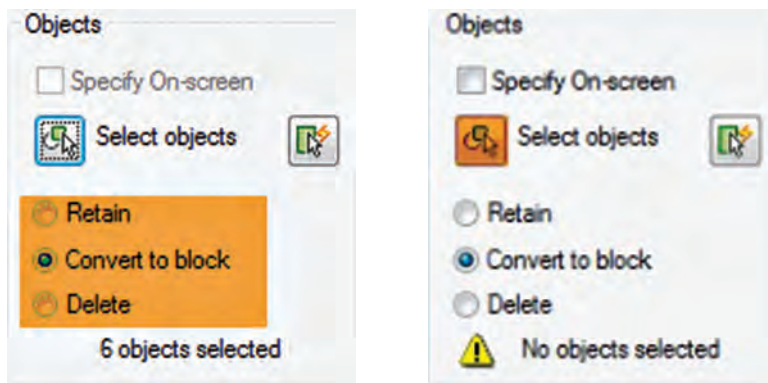 Objects
Specify On-screen
Select objects
Retain
Convert to block
Delete
6 objects selected
Objects
Specify On-screen
Select objects
Retain
Convert to block
Delete
No objects selected